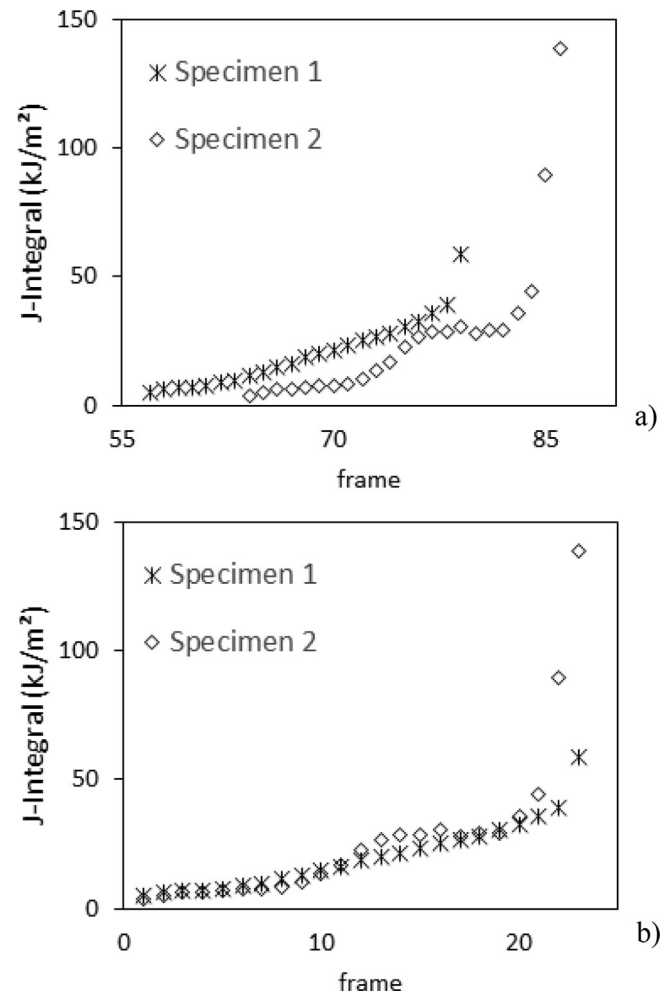 150
Specimen 1
Specimen 2
100
50
0
J-Integral (kJ/m²)
55
70
85
frame
a)
150
Specimen 1
Specimen 2
100
50
0
J-Integral (kJ/m²)
0
10
20
frame
b)